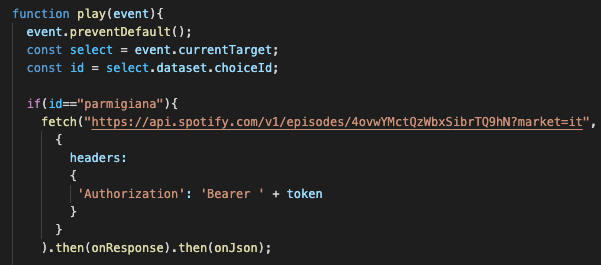 function play(event){
event.preventDefault();
const select = event.currentTarget;
const id = select.dataset.choiceId;
if(id=="parmigiana"){
fetch("https://api.spotify.com/v1/episodes/4ovwYMctQzWbxSibrTQ9hN?market=it",
{
headers:
{
'Authorization': 'Bearer ' + token
}
}
).then(onResponse).then(onJson);